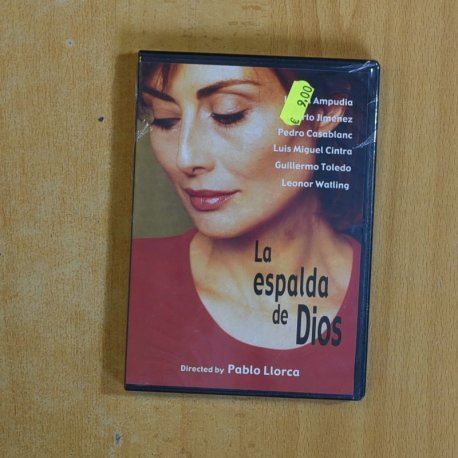 Ampudia
€ 9,00
Jiménez
Pedro Casablanc
Luis Miguel Cintra
Guillermo Toledo
Leonor Watling
La
espalda
de Dios
Directed by Pablo Llorca